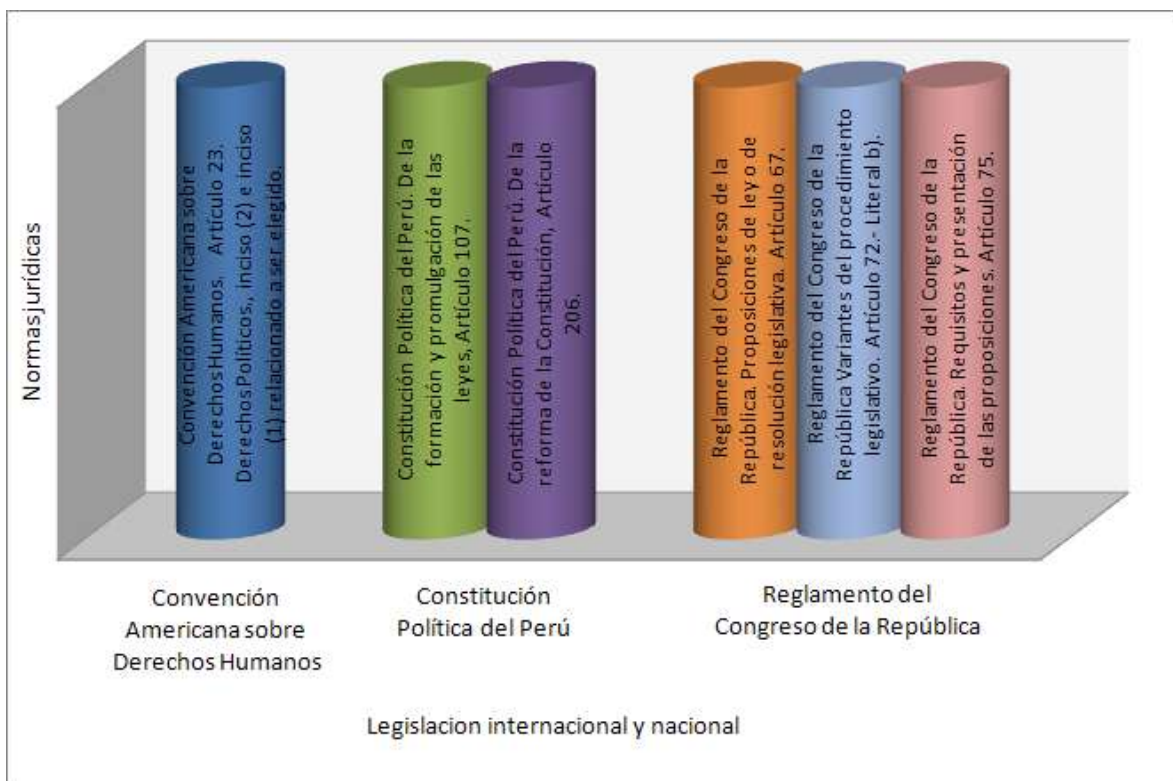 Normas jurídicas
Convención Americana sobre
Derechos Humanos. Artículo 23.
Derechos Políticos., inciso (2) e inciso
(1) relacionado a ser elegido.
Constitución Política del Perú. De la
formación y promulgación de las
leyes, Artículo 107.
Constitución Política del Perú. De la
reforma de la Constitución, Artículo
206.
Reglamento del Congreso de la
República. Proposiciones de ley o de
resolución legislativa. Artículo 67.
Reglamento del Congreso de la
República Variantes del procedimiento
legislativo. Artículo 72.- Literal b).
Reglamento del Congreso de la
República. Requisitos y presentación
de las proposiciones. Artículo 75.
Convención
Americana sobre
Derechos Humanos
Constitución
Política del Perú
Reglamento del
Congreso de la República
Legislacion internacional y nacional